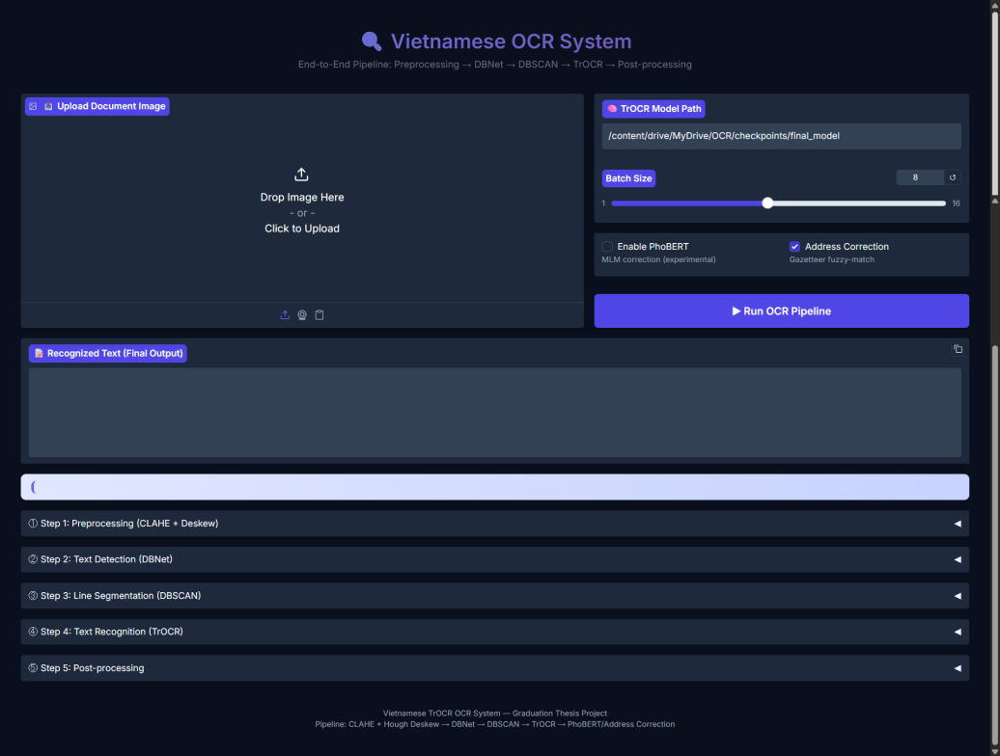 Vietnamese OCR System
End-to-End Pipeline: Preprocessing → DBNet → DBSCAN → TrOCR → Post-processing
Upload Document Image
Drop Image Here
- or -
Click to Upload
TrOCR Model Path
/content/drive/MyDrive/OCR/checkpoints/final_model
Batch Size
8
1
16
Enable PhoBERT
MLM correction (experimental)
Address Correction
Gazetteer fuzzy-match
▶ Run OCR Pipeline
Recognized Text (Final Output)
(
① Step 1: Preprocessing (CLAHE + Deskew)
② Step 2: Text Detection (DBNet)
③ Step 3: Line Segmentation (DBSCAN)
④ Step 4: Text Recognition (TrOCR)
⑤ Step 5: Post-processing
Vietnamese TrOCR OCR System — Graduation Thesis Project
Pipeline: CLAHE + Hough Deskew → DBNet → DBSCAN → TrOCR → PhoBERT/Address Correction